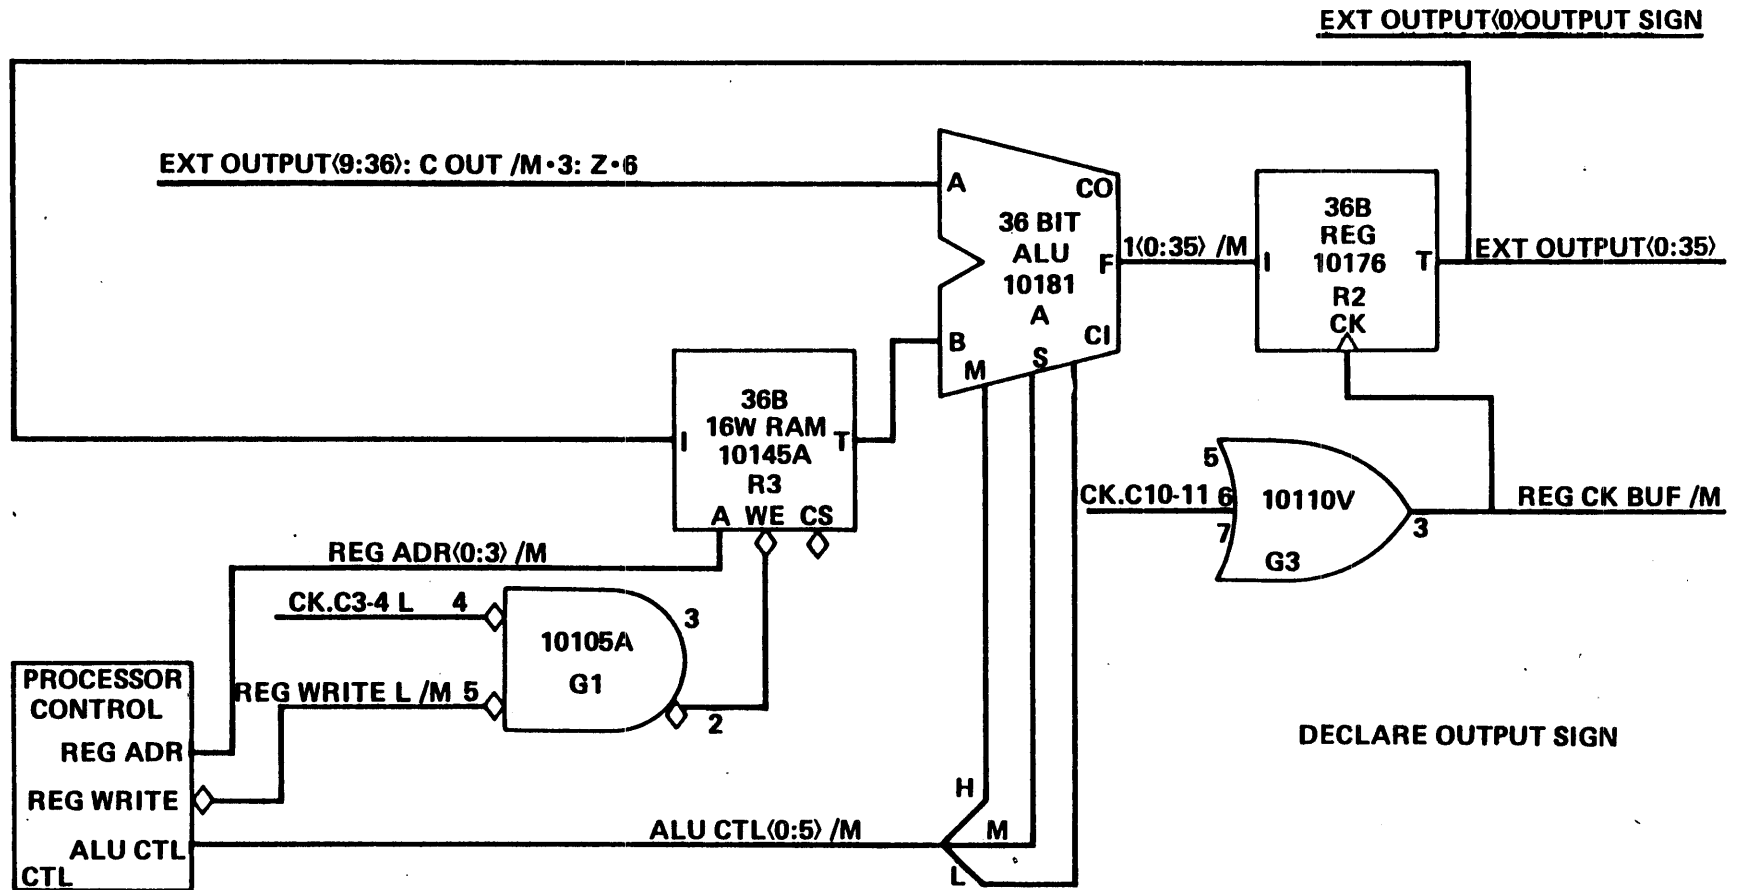 EXT OUTPUT⟨0⟩OUTPUT SIGN
EXT OUTPUT⟨9:36⟩: C OUT /M•3: Z•6
A
CO
36 BIT
ALU
10181
A
F
B
CI
M
S
1⟨0:35⟩ /M
36B
REG
10176
I
T
R2
CK
EXT OUTPUT⟨0:35⟩
36B
16W RAM
10145A
I
T
R3
A WE CS
5
CK.C10-11 6
7
10110V
G3
3
REG CK BUF /M
REG ADR⟨0:3⟩ /M
CK.C3-4 L 4
3
10105A
G1
REG WRITE L /M 5
2
PROCESSOR
CONTROL
REG ADR
REG WRITE
ALU CTL
CTL
ALU CTL⟨0:5⟩ /M
H
M
L
DECLARE OUTPUT SIGN